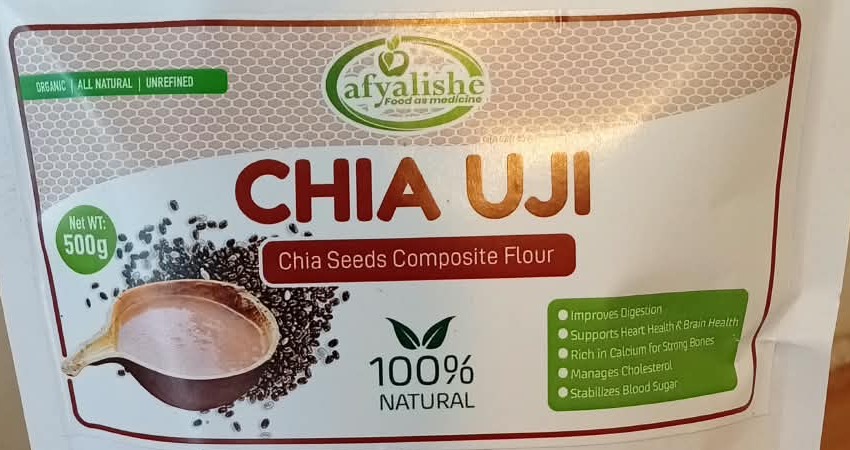 afyalishe
Food as medicine
ORGANIC | ALL NATURAL | UNREFINED
CHIA UJI
Net WT:
500g
Chia Seeds Composite Flour
100%
NATURAL
Improves Digestion
Supports Heart Health & Brain Health
Rich in Calcium for Strong Bones
Manages Cholesterol
Stabilizes Blood Sugar